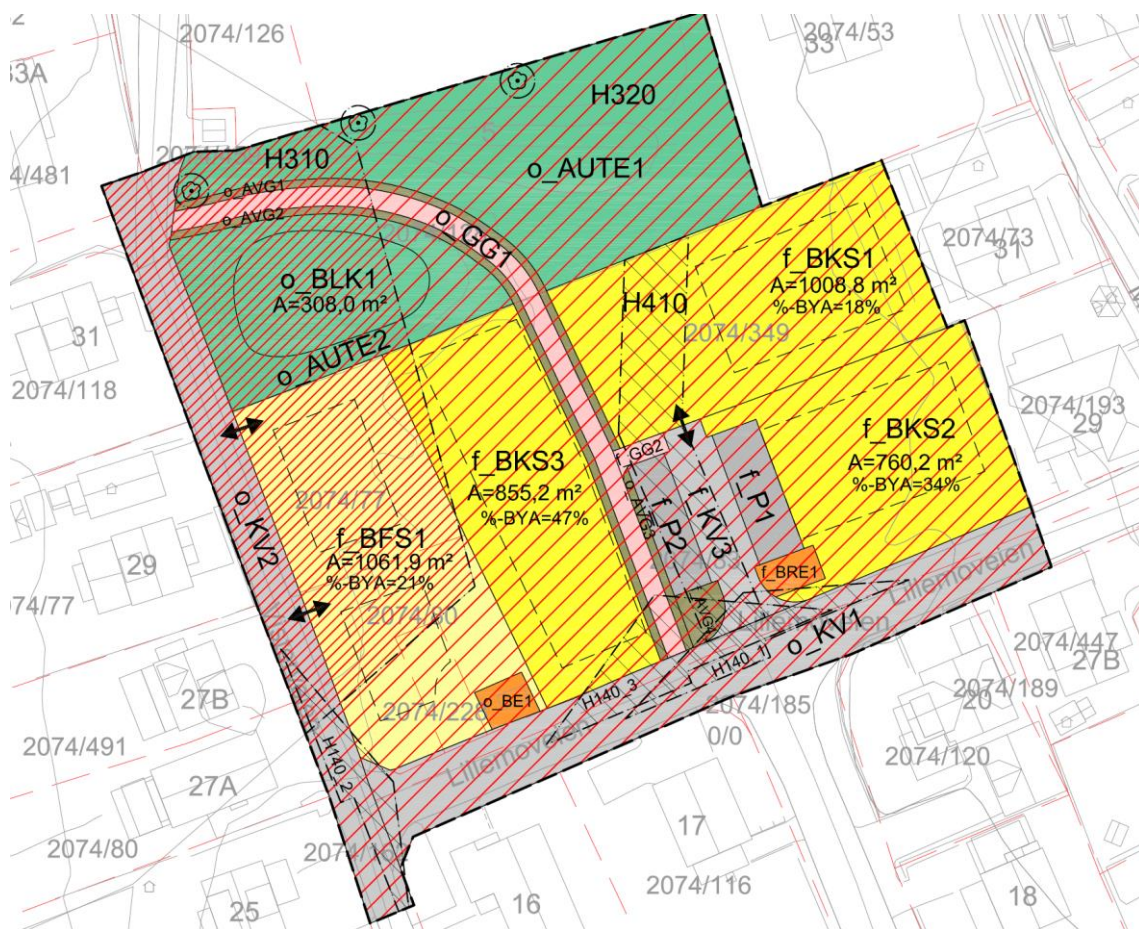 2074/126
2074/53
33
33A
H320
H310
o_AUTE1
4/481
o_AVG1
o_AVG2
o_GG1
2074/73
31
f_BKS1
A=1008,8 m²
%-BYA=18%
o_BLK1
A=308,0 m²
H410
2074/349
31
o_AUTE2
2074/118
2074/193
29
f_BKS2
A=760,2 m²
%-BYA=34%
f_GG2
f_BKS3
A=855,2 m²
%-BYA=47%
o_KV2
2074/77
o_AVG3
f_P2
f_KV3
f_P1
f_BFS1
A=1061,9 m²
%-BYA=21%
29
74/77
f_BRE1
Lillemoveien
2074/60
AVG4
Lillemoveien
o_KV1
2074/447
27B
H140_1
H140_3
2074/189
20
27B
o_BE1
2074/228
2074/185
0/0
2074/491
H140_2
Lillemoveien
2074/120
27A
17
2074/80
2074/116
18
25
16